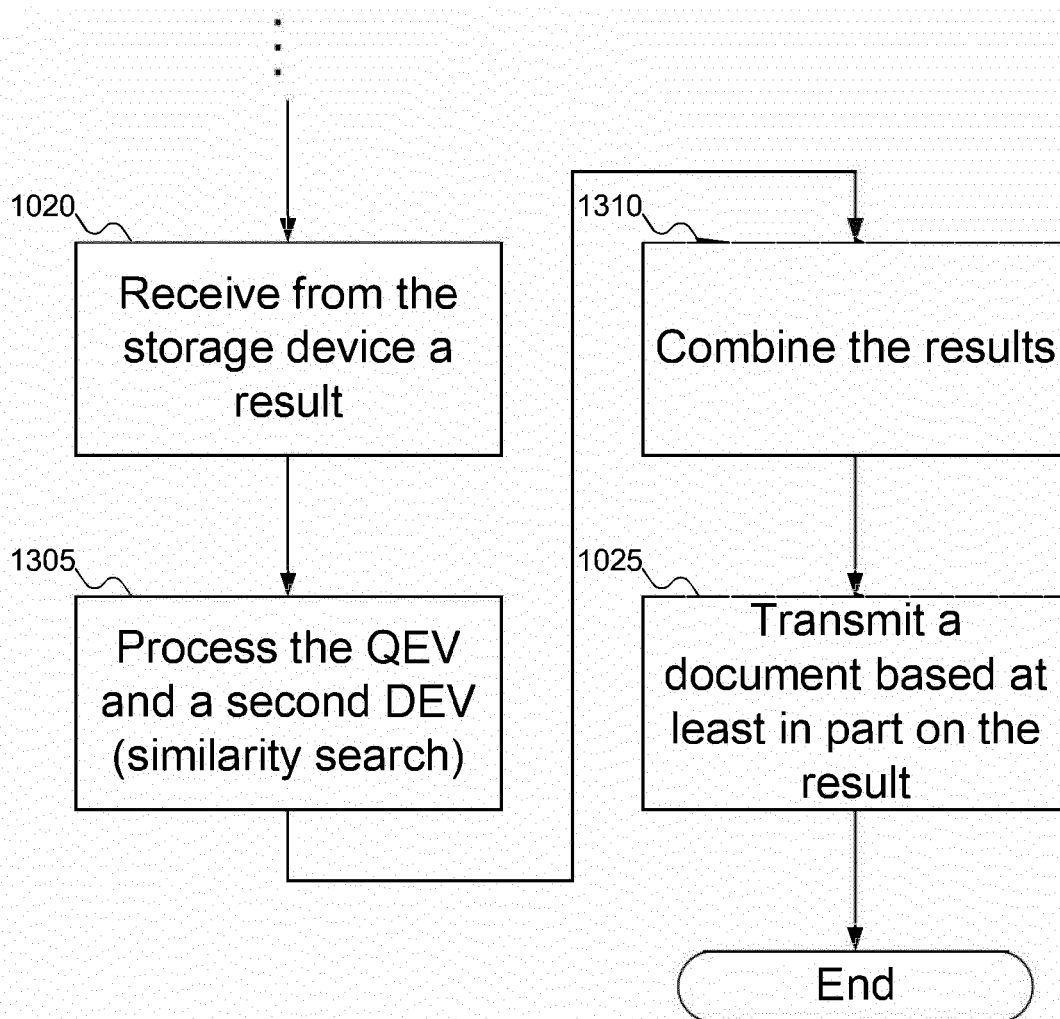 1020
Receive from the
storage device a
result
1305
Process the QEV
and a second DEV
(similarity search)
1310
Combine the results
1025
Transmit a
document based at
least in part on the
result
End